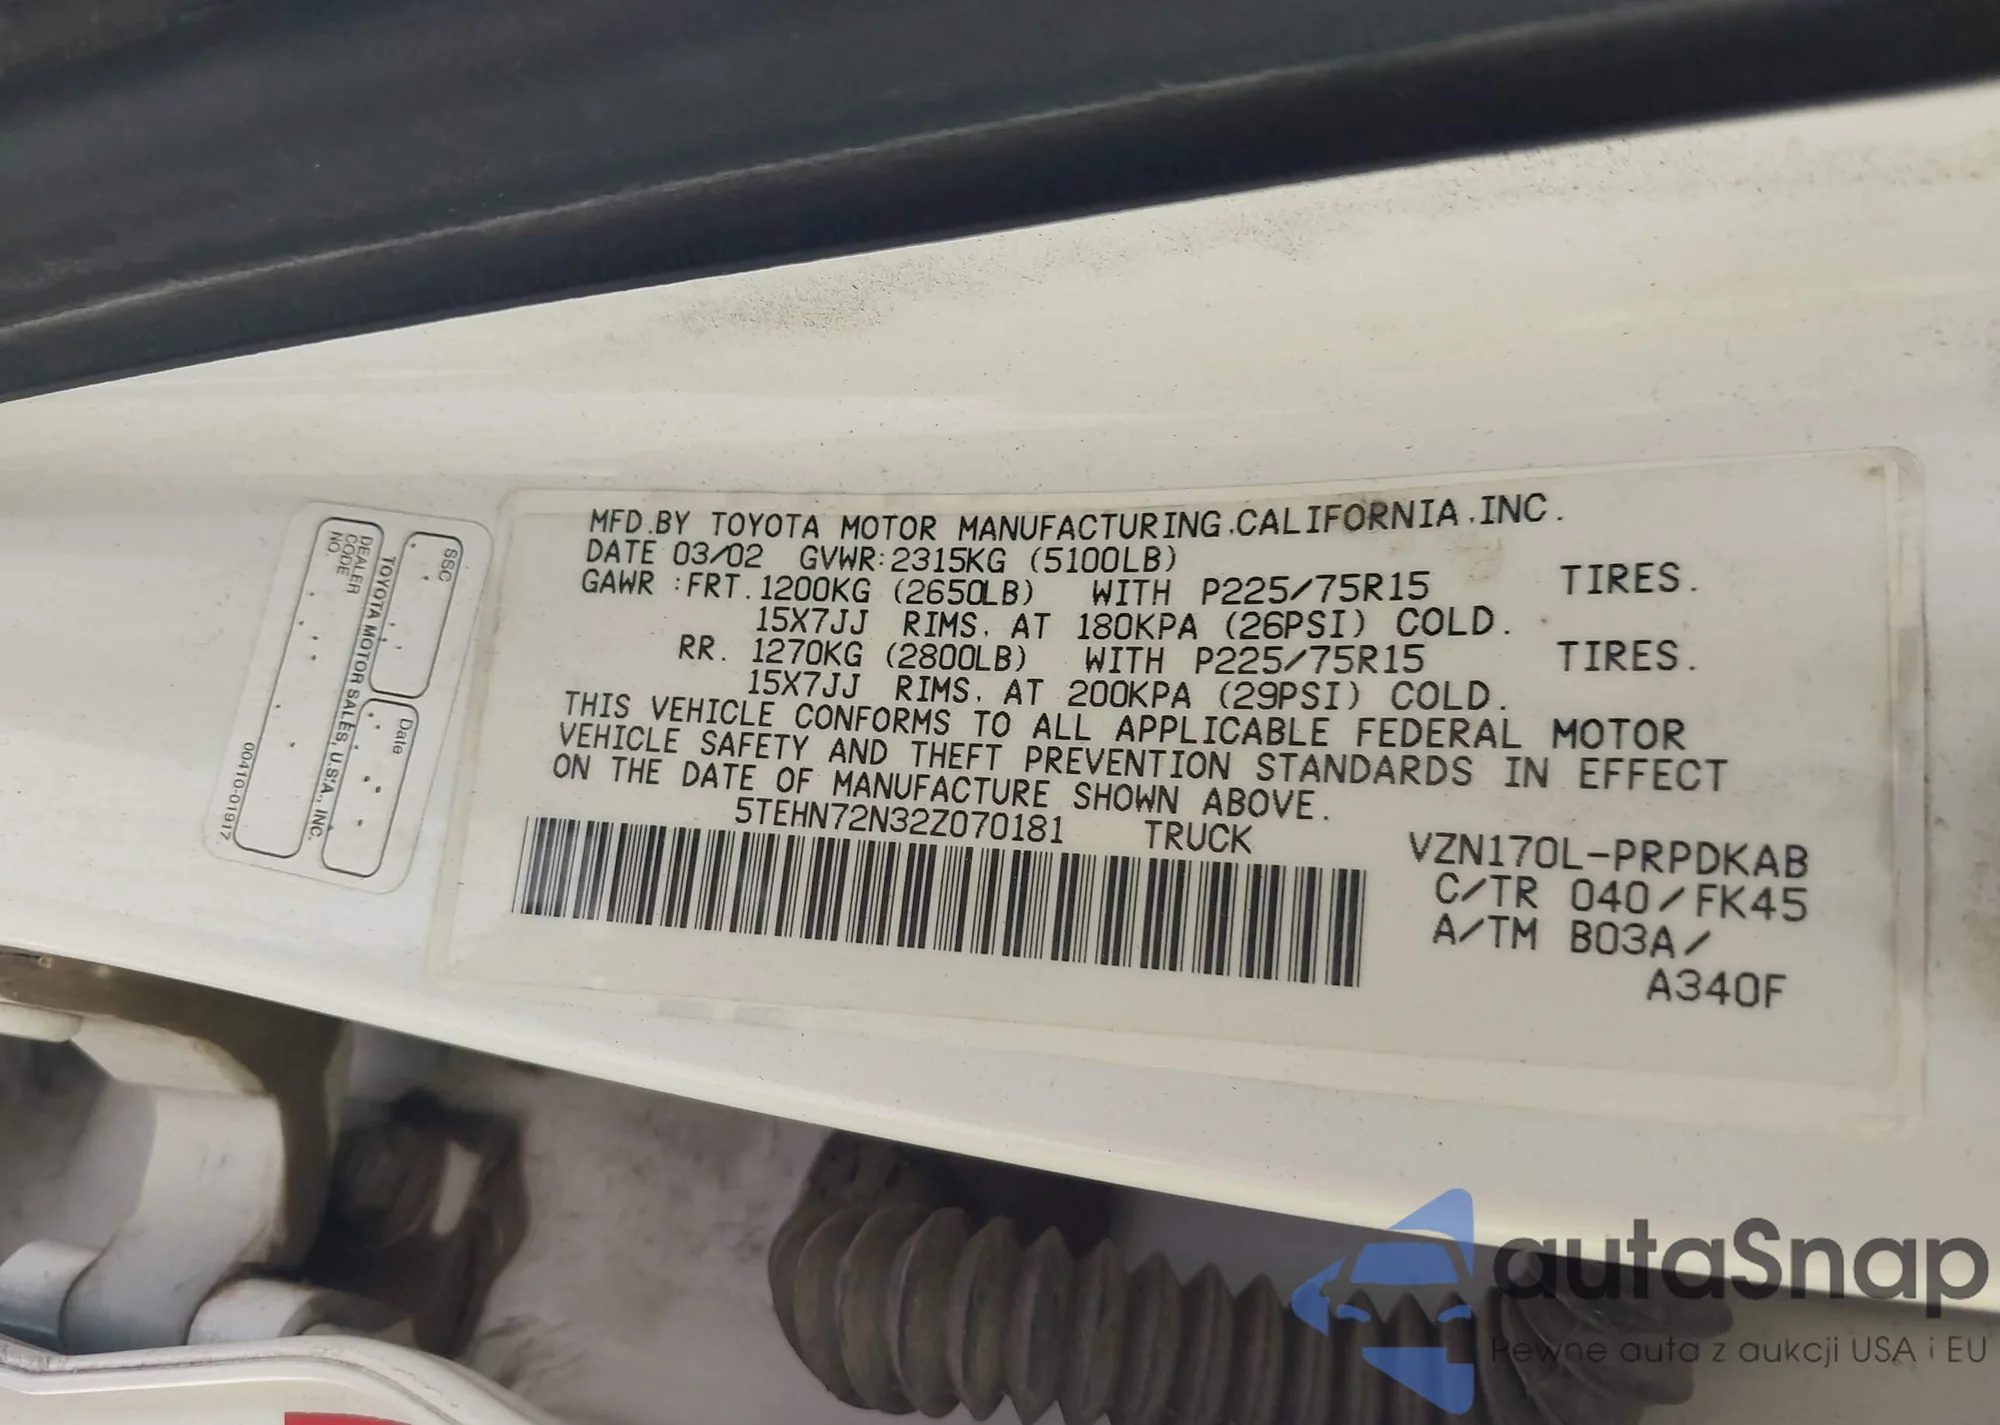 MFD.BY TOYOTA MOTOR MANUFACTURING,CALIFORNIA,INC.
DATE 03/02 GVWR:2315KG (5100LB)
GAWR :FRT. 1200KG (2650LB) WITH P225/75R15 TIRES.
15X7JJ RIMS, AT 180KPA (26PSI) COLD.
RR. 1270KG (2800LB) WITH P225/75R15 TIRES.
15X7JJ RIMS, AT 200KPA (29PSI) COLD.
THIS VEHICLE CONFORMS TO ALL APPLICABLE FEDERAL MOTOR
VEHICLE SAFETY AND THEFT PREVENTION STANDARDS IN EFFECT
ON THE DATE OF MANUFACTURE SHOWN ABOVE.
5TEHN72N32Z070181 TRUCK
VZN170L-PRPDKAB
C/TR 040/FK45
A/TM B03A/
A340F
SSC
Date
TOYOTA MOTOR SALES, U.S.A., INC.
DEALER
CODE
NO.
00410-01917
autaSnap
Pewne auta z aukcji USA i EU